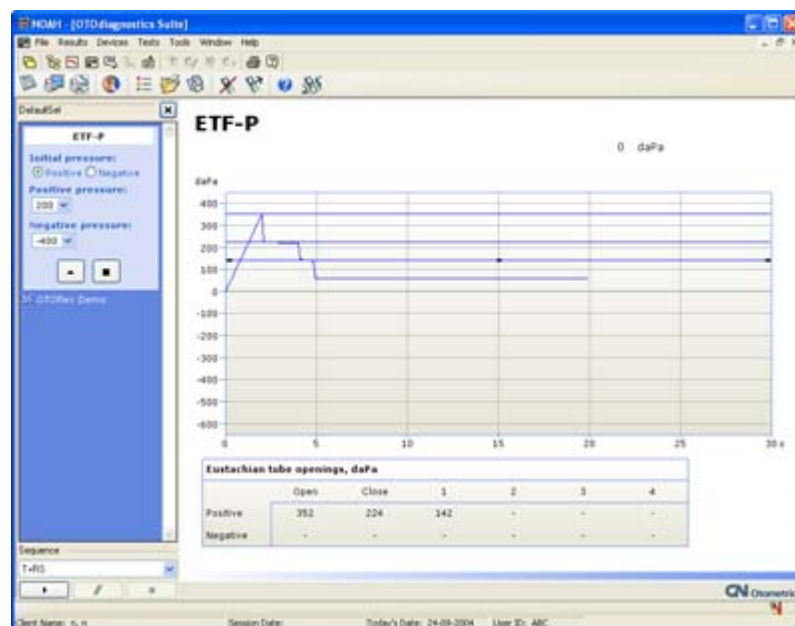 NOAH - [OTOdiagnostics Suite]
File Results Devices Tests Tools Window Help
DefaultSet
ETF-P
Initial pressure:
Positive Negative
Positive pressure:
200
Negative pressure:
-400
OTOflex Demo
Sequence
T+RS
ETF-P
0 daPa
daPa
400
300
200
100
0
-100
-200
-300
-400
-500
-600
0 5 10 15 20 25 30 s
Eustachian tube openings, daPa
Open Close 1 2 3 4
Positive 352 224 142 - - -
Negative - - - - - -
GN Otometrics
Client Name: n, n Session Date: Today's Date: 24-09-2004 User ID: ABC